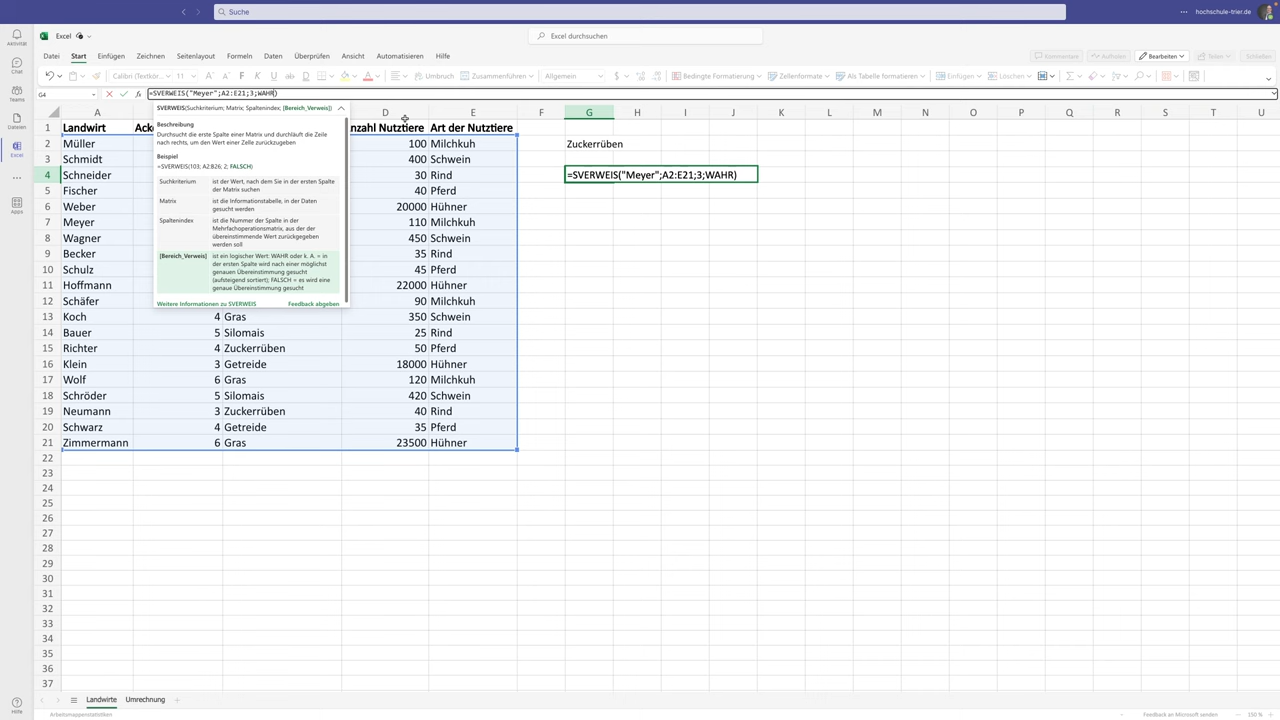 Suche
hochschule-trier.de
Aktivität
Chat
Teams
Dateien
Excel
Apps
Hilfe
Excel
Excel durchsuchen
Datei Start Einfügen Zeichnen Seitenlayout Formeln Daten Überprüfen Ansicht Automatisieren Hilfe
Kommentare Aufholen Bearbeiten Teilen Schließen
Calibri (Textkör... 11 F K U ab D Umbruch Zusammenführen Allgemein $ Bedingte Formatierung Zellenformate Als Tabelle formatieren Einfügen Löschen
G4 fx =SVERWEIS("Meyer";A2:E21;3;WAHR)
SVERWEIS(Suchkriterium; Matrix; Spaltenindex; [Bereich_Verweis])
Beschreibung
Durchsucht die erste Spalte einer Matrix und durchläuft die Zeile
nach rechts, um den Wert einer Zelle zurückzugeben
Beispiel
=SVERWEIS(103; A2:B26; 2; FALSCH)
Suchkriterium ist der Wert, nach dem Sie in der ersten Spalte
der Matrix suchen
Matrix ist die Informationstabelle, in der Daten
gesucht werden
Spaltenindex ist die Nummer der Spalte in der
Mehrfachoperationsmatrix, aus der der
übereinstimmende Wert zurückgegeben
werden soll
[Bereich_Verweis] ist ein logischer Wert: WAHR oder k. A. = in
der ersten Spalte wird nach einer möglichst
genauen Übereinstimmung gesucht
(aufsteigend sortiert); FALSCH = es wird eine
genaue Übereinstimmung gesucht
Weitere Informationen zu SVERWEIS Feedback abgeben
A D E F G H I J K L M N O P Q R S T U
1 Landwirt Acke nzahl Nutztiere Art der Nutztiere
2 Müller 100 Milchkuh Zuckerrüben
3 Schmidt 400 Schwein
4 Schneider 30 Rind =SVERWEIS("Meyer";A2:E21;3;WAHR)
5 Fischer 40 Pferd
6 Weber 20000 Hühner
7 Meyer 110 Milchkuh
8 Wagner 450 Schwein
9 Becker 35 Rind
10 Schulz 45 Pferd
11 Hoffmann 22000 Hühner
12 Schäfer 90 Milchkuh
13 Koch 4 Gras 350 Schwein
14 Bauer 5 Silomais 25 Rind
15 Richter 4 Zuckerrüben 50 Pferd
16 Klein 3 Getreide 18000 Hühner
17 Wolf 6 Gras 120 Milchkuh
18 Schröder 5 Silomais 420 Schwein
19 Neumann 3 Zuckerrüben 40 Rind
20 Schwarz 4 Getreide 35 Pferd
21 Zimmermann 6 Gras 23500 Hühner
22
23
24
25
26
27
28
29
30
31
32
33
34
35
36
37
Landwirte Umrechnung
Arbeitsmappenstatistiken Feedback an Microsoft senden 150 %